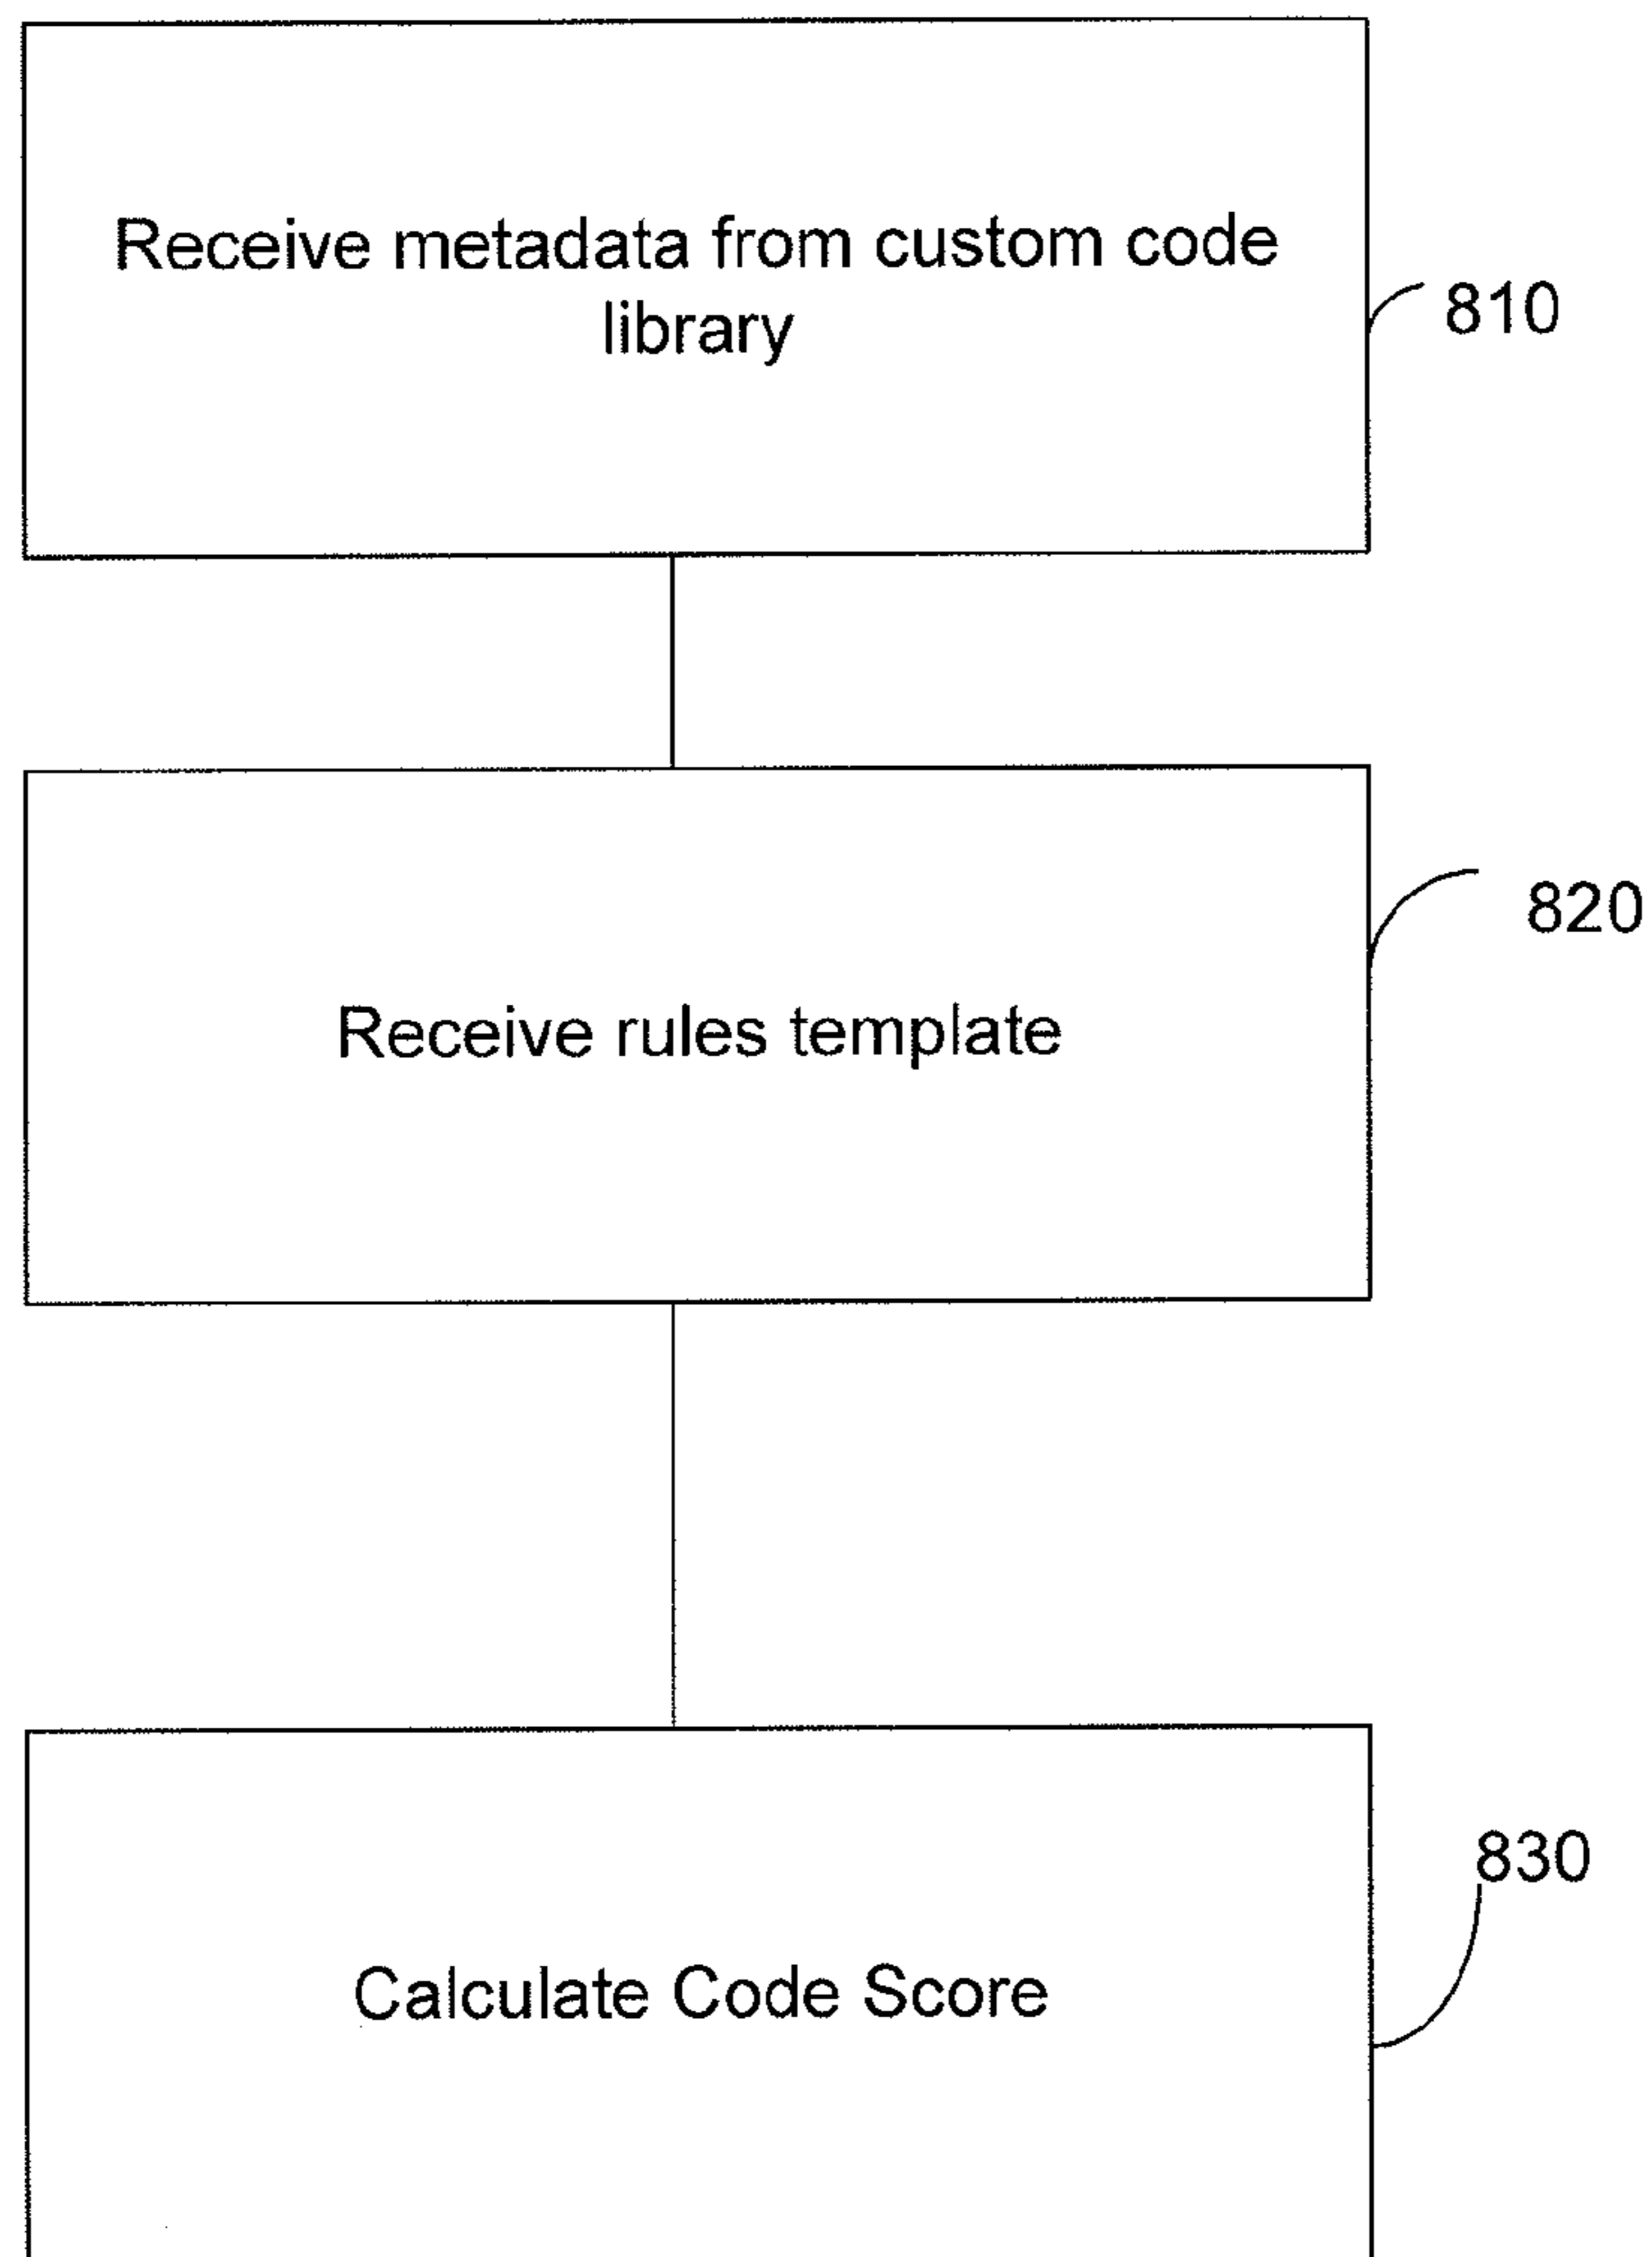 Receive metadata from custom code
library
810
820
Receive rules template
830
Calculate Code Score